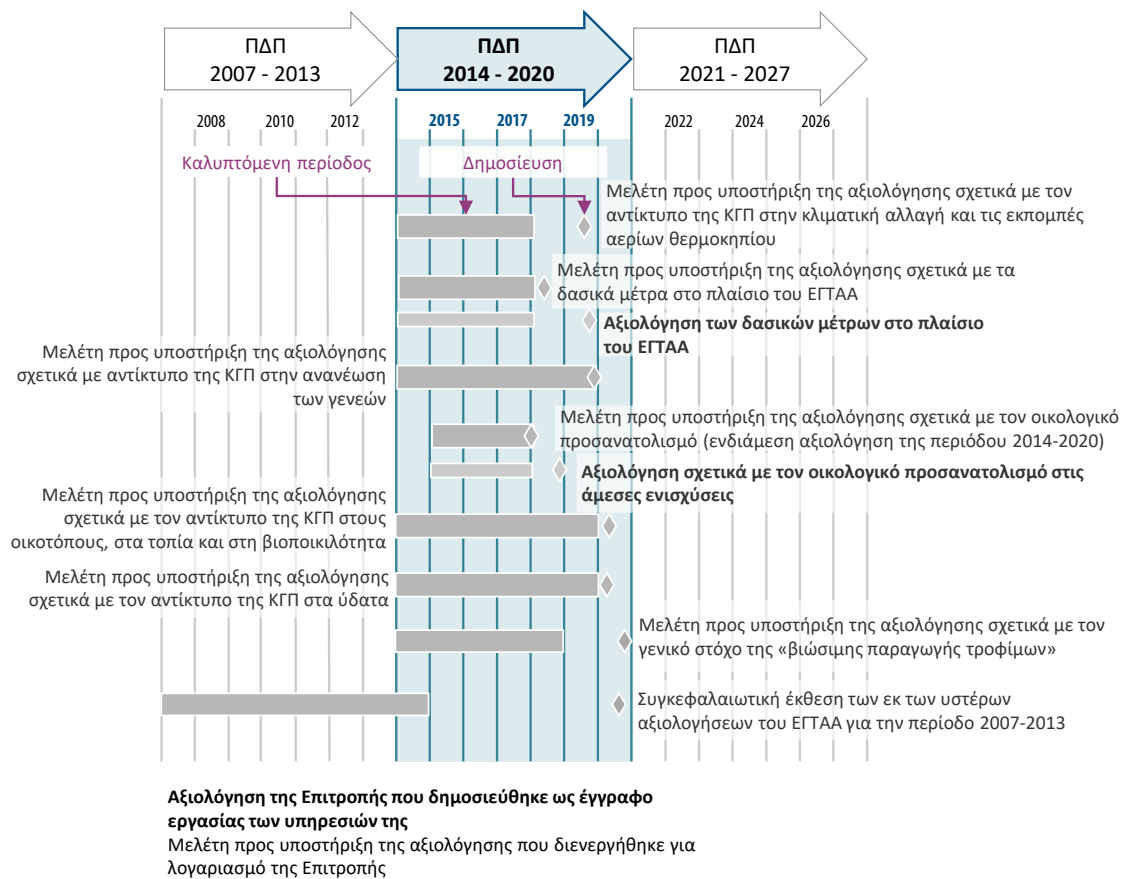 ΠΔΠ
2007 - 2013
ΠΔΠ
2014 - 2020
ΠΔΠ
2021 - 2027
2008 2010 2012 2015 2017 2019 2022 2024 2026
Καλυπτόμενη περίοδος
Δημοσίευση
Μελέτη προς υποστήριξη της αξιολόγησης σχετικά με τον
αντίκτυπο της ΚΓΠ στην κλιματική αλλαγή και τις εκπομπές
αερίων θερμοκηπίου
Μελέτη προς υποστήριξη της αξιολόγησης σχετικά με τα
δασικά μέτρα στο πλαίσιο του ΕΓΤΑΑ
Αξιολόγηση των δασικών μέτρων στο πλαίσιο
του ΕΓΤΑΑ
Μελέτη προς υποστήριξη της αξιολόγησης
σχετικά με αντίκτυπο της ΚΓΠ στην ανανέωση
των γενεών
Μελέτη προς υποστήριξη της αξιολόγησης σχετικά με τον οικολογικό
προσανατολισμό (ενδιάμεση αξιολόγηση της περιόδου 2014-2020)
Αξιολόγηση σχετικά με τον οικολογικό προσανατολισμό στις
άμεσες ενισχύσεις
Μελέτη προς υποστήριξη της αξιολόγησης
σχετικά με τον αντίκτυπο της ΚΓΠ στους
οικοτόπους, στα τοπία και στη βιοποικιλότητα
Μελέτη προς υποστήριξη της αξιολόγησης
σχετικά με τον αντίκτυπο της ΚΓΠ στα ύδατα
Μελέτη προς υποστήριξη της αξιολόγησης σχετικά με τον
γενικό στόχο της «βιώσιμης παραγωγής τροφίμων»
Συγκεφαλαιωτική έκθεση των εκ των υστέρων
αξιολογήσεων του ΕΓΤΑΑ για την περίοδο 2007-2013
Αξιολόγηση της Επιτροπής που δημοσιεύθηκε ως έγγραφο
εργασίας των υπηρεσιών της
Μελέτη προς υποστήριξη της αξιολόγησης που διενεργήθηκε για
λογαριασμό της Επιτροπής